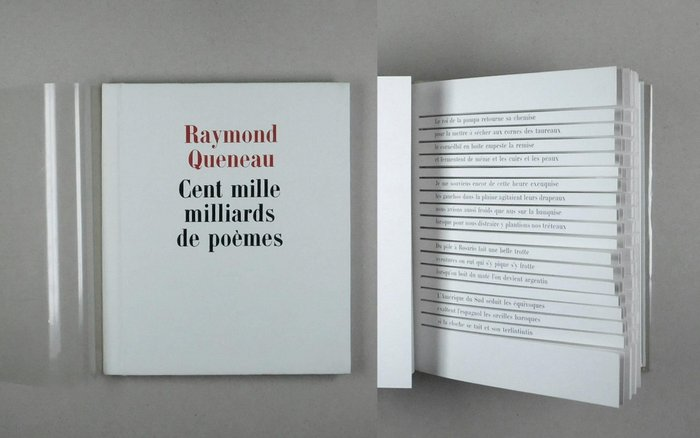 Raymond
Queneau
Cent mille
milliards
de poèmes
Le roi de la pampa retourne sa chemise
pour la mettre à sécher aux cornes des taureaux
le cornédbîf en boîte empeste la remise
et fermentent de même et les cuirs et les peaux
Je me souviens encor de cette heure exeuquise
les gauchos dans la plaine agitaient leurs drapeaux
nous avions aussi froids que nus sur la banquise
lorsque pour nous distraire y plantions nos tréteaux
Du pôle à Rosario fait une belle trotte
aventures on eut qui s'y pique s'y frotte
lorsqu'on boit du maté l'on devient argentin
L'Amérique du Sud séduit les équivoques
exaltent l'espagnol les oreilles baroques
si la cloche se tait et son terlintintin